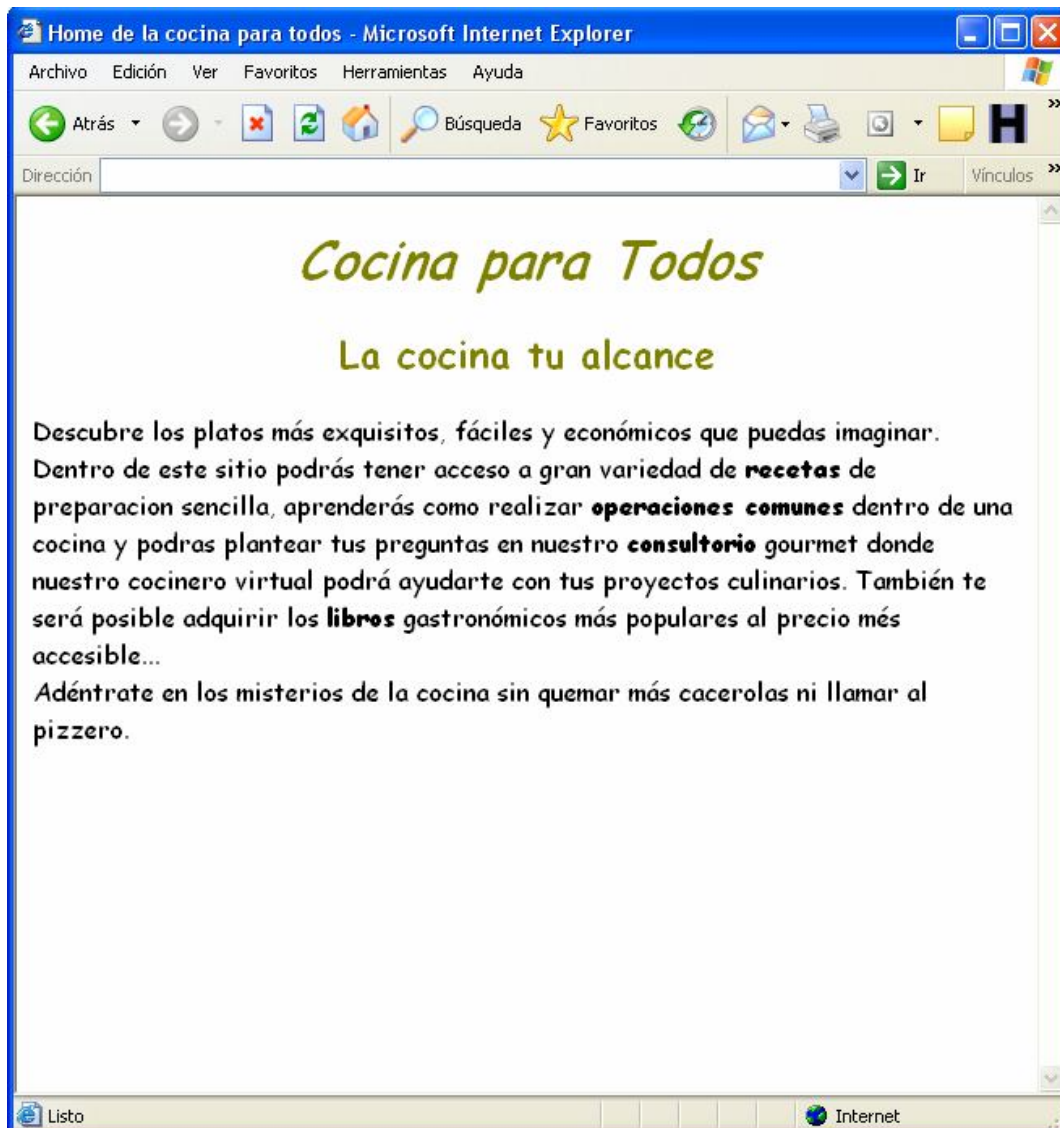 Home de la cocina para todos - Microsoft Internet Explorer
Archivo Edición Ver Favoritos Herramientas Ayuda
Atrás Búsqueda Favoritos H
Dirección Ir Vínculos
Cocina para Todos
La cocina tu alcance
Descubre los platos más exquisitos, fáciles y económicos que puedas imaginar.
Dentro de este sitio podrás tener acceso a gran variedad de recetas de
preparacion sencilla, aprenderás como realizar operaciones comunes dentro de una
cocina y podras plantear tus preguntas en nuestro consultorio gourmet donde
nuestro cocinero virtual podrá ayudarte con tus proyectos culinarios. También te
será posible adquirir los libros gastronómicos más populares al precio més
accesible...
Adéntrate en los misterios de la cocina sin quemar más cacerolas ni llamar al
pizzero.
Listo Internet